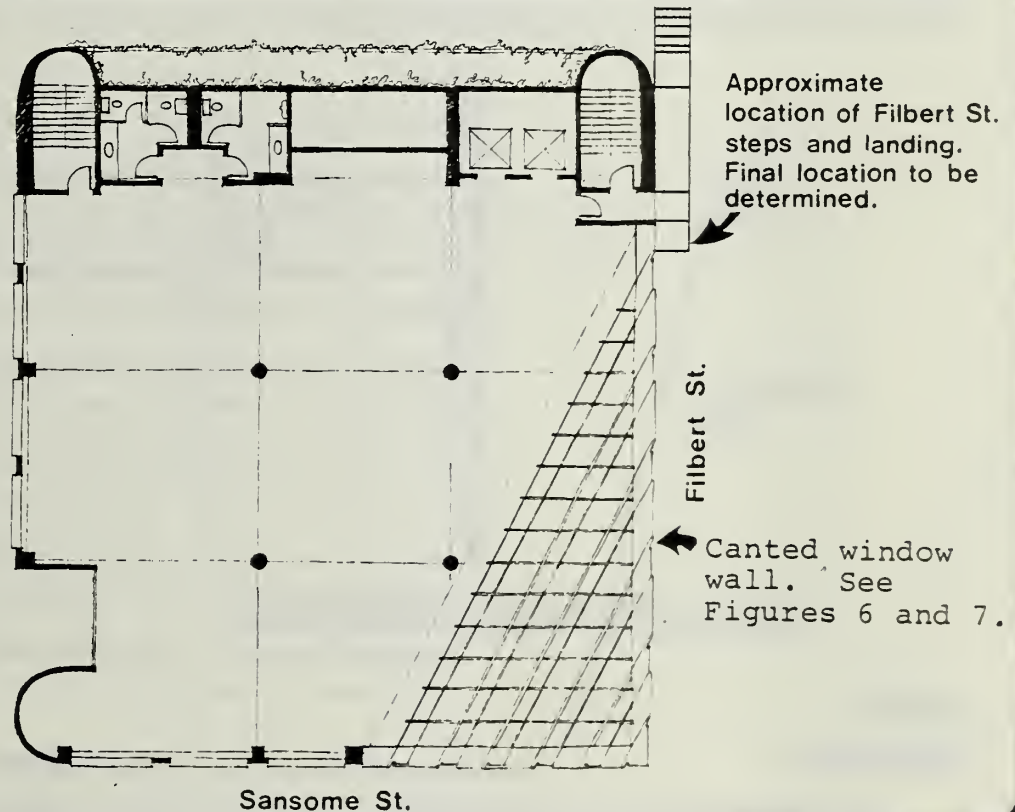 Approximate
location of Filbert St.
steps and landing.
Final location to be
determined.
Filbert St.
Canted window
wall. See
Figures 6 and 7.
Sansome St.